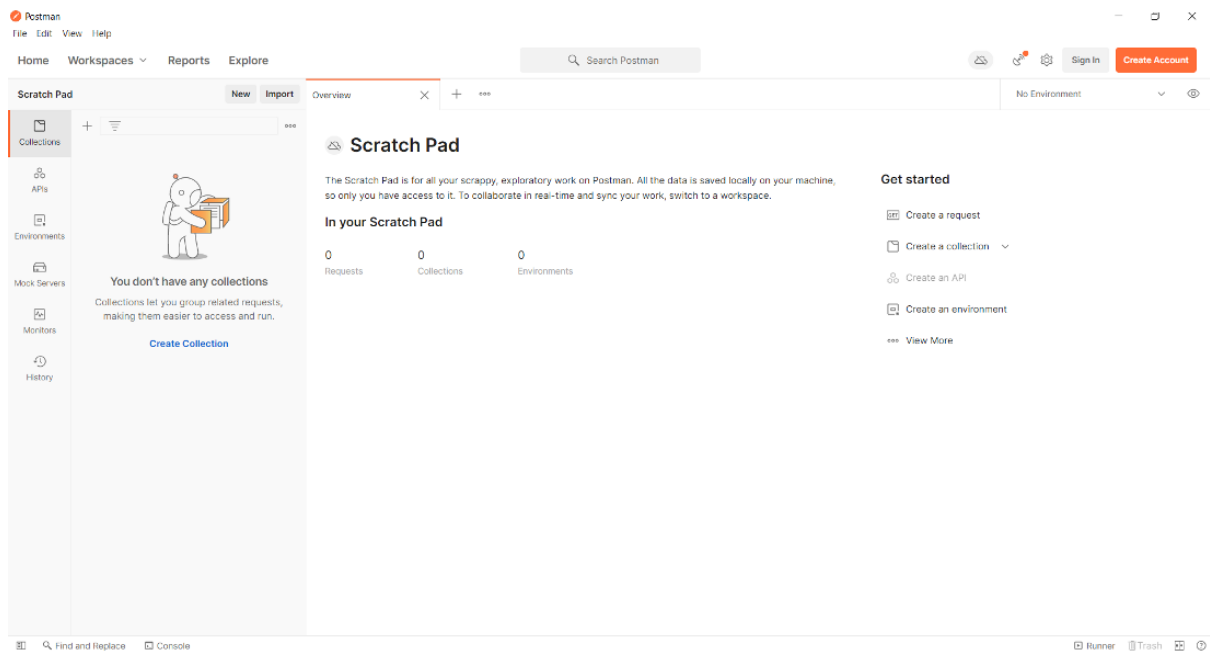 Postman
File Edit View Help
Home Workspaces Reports Explore
Search Postman
Sign In
Create Account
Scratch Pad
New
Import
Overview
No Environment
Collections
APIs
Environments
Mock Servers
Monitors
History
You don't have any collections
Collections let you group related requests,
making them easier to access and run.
Create Collection
Scratch Pad
The Scratch Pad is for all your scrappy, exploratory work on Postman. All the data is saved locally on your machine,
so only you have access to it. To collaborate in real-time and sync your work, switch to a workspace.
In your Scratch Pad
0 0 0
Requests Collections Environments
Get started
GET Create a request
Create a collection
Create an API
Create an environment
View More
Find and Replace Console
Runner Trash